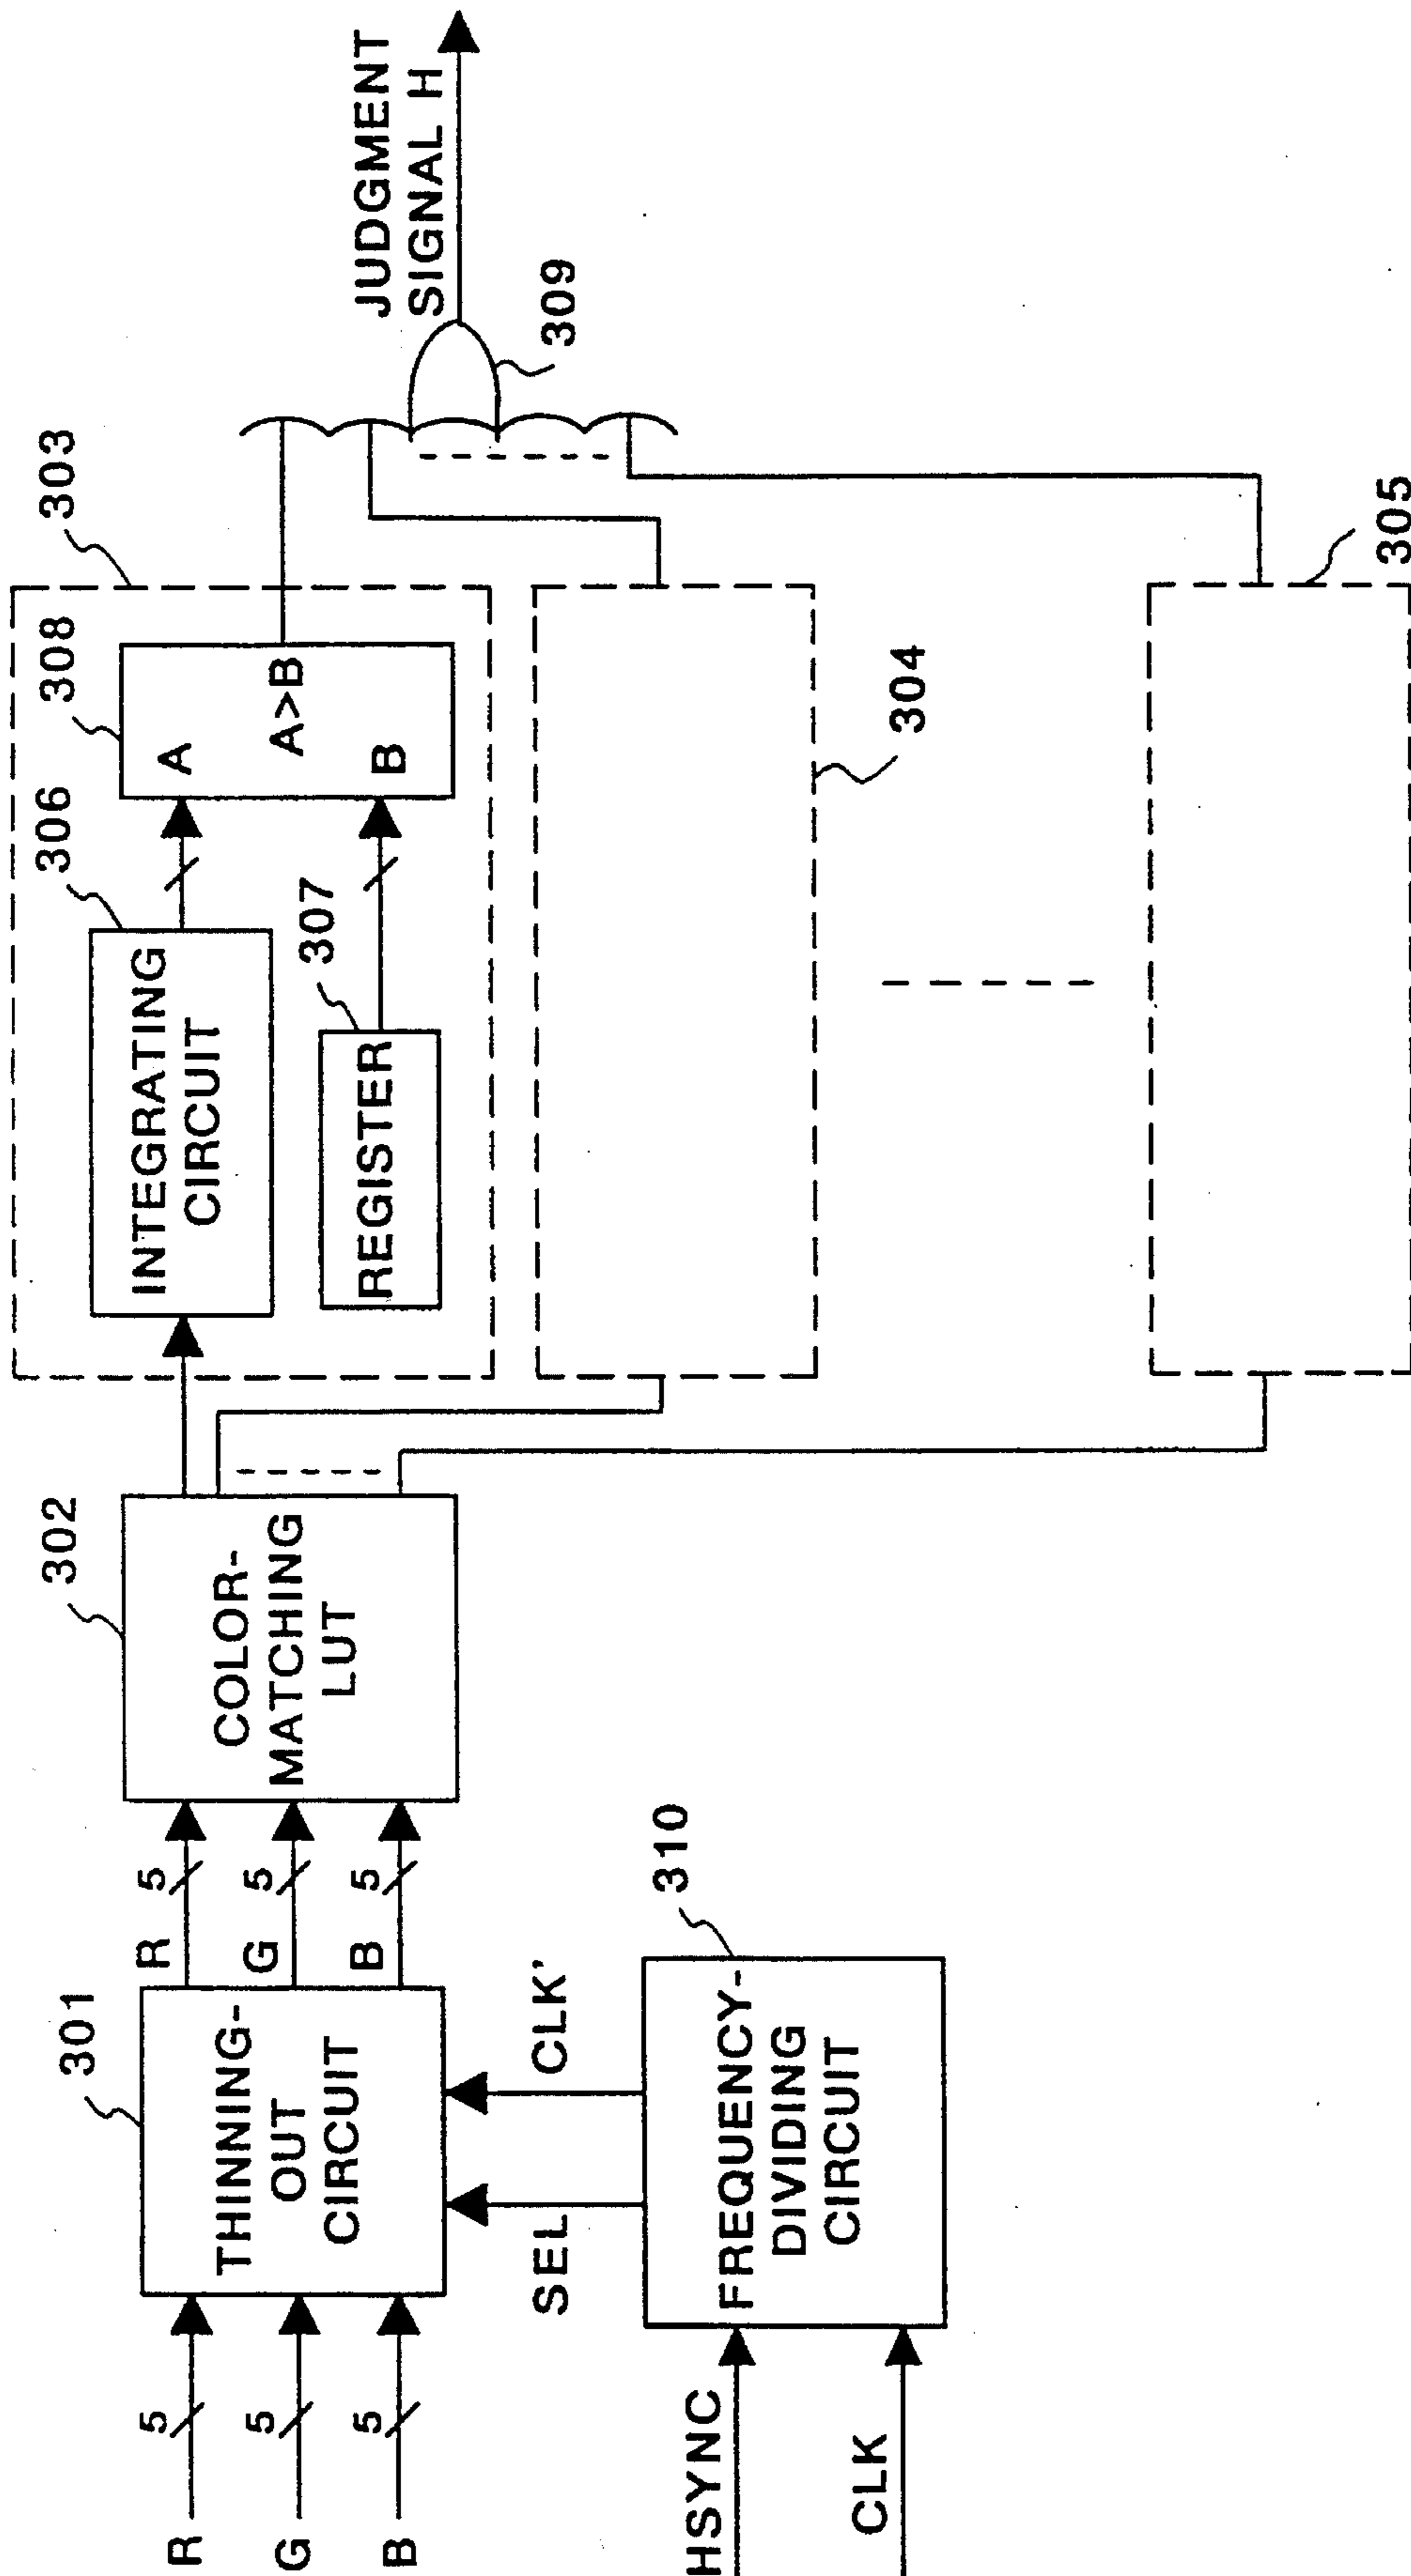 R
G
B
5
5
5
301
THINNING-
OUT
CIRCUIT
R
G
B
5
5
5
302
COLOR-
MATCHING
LUT
303
306
INTEGRATING
CIRCUIT
307
REGISTER
308
A
A>B
B
304
305
309
JUDGMENT
SIGNAL H
HSYNC
CLK
SEL
CLK'
310
FREQUENCY-
DIVIDING
CIRCUIT